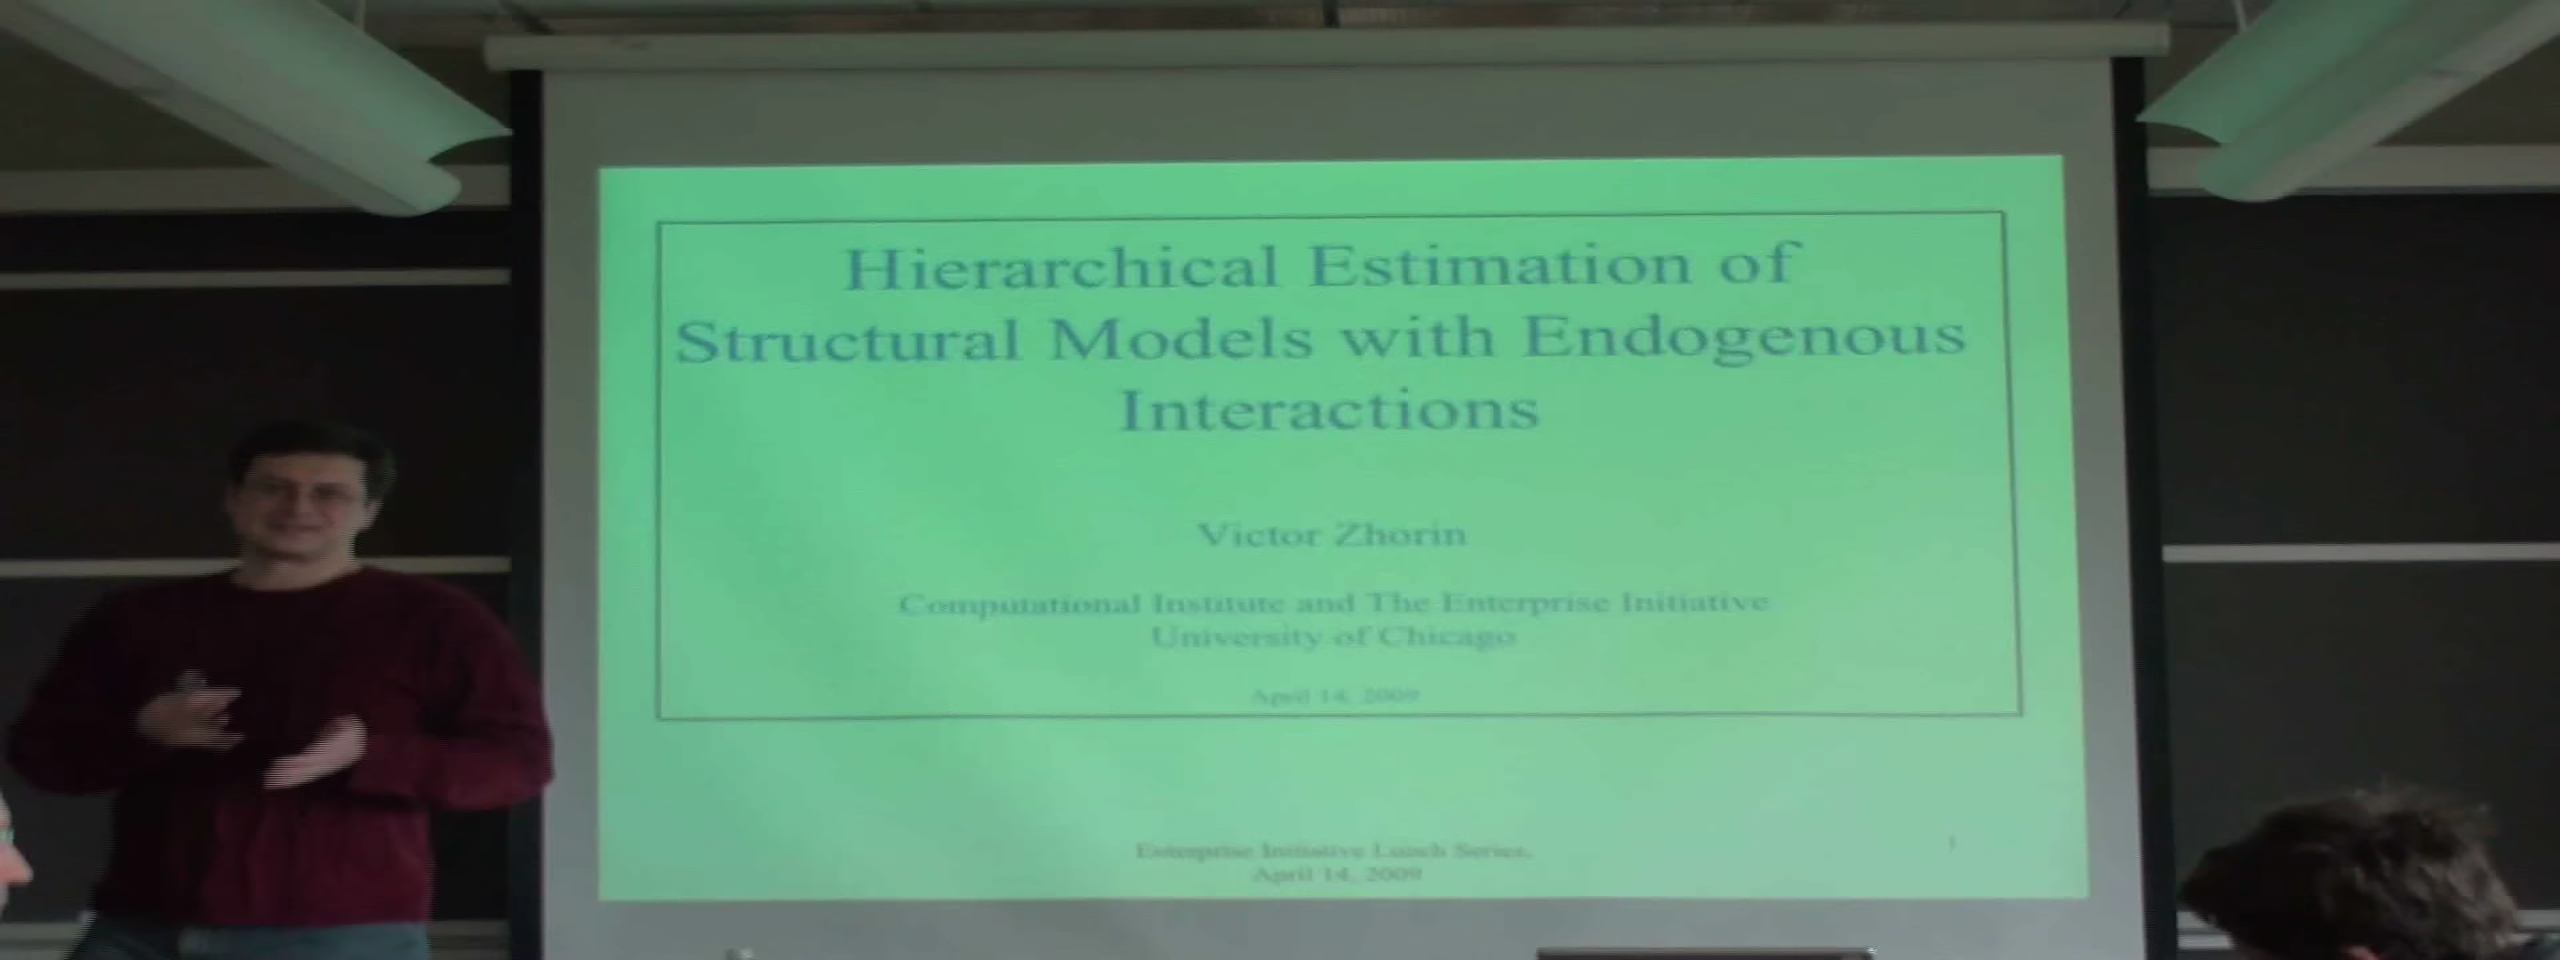 Hierarchical Estimation of
Structural Models with Endogenous
Interactions
Victor Zhorin
Computational Institute and The Enterprise Initiative
University of Chicago
April 14, 2009
Enterprise Initiative Lunch Series,
April 14, 2009
1